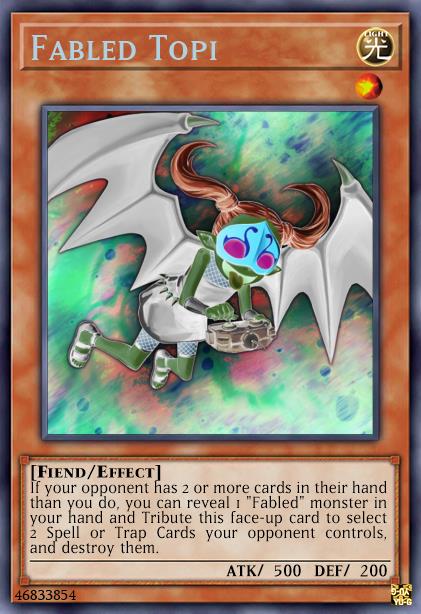 Fabled Topi
LIGHT
光
[Fiend/Effect]
If your opponent has 2 or more cards in their hand
than you do, you can reveal 1 "Fabled" monster in
your hand and Tribute this face-up card to select
2 Spell or Trap Cards your opponent controls,
and destroy them.
ATK/ 500 DEF/ 200
46833854